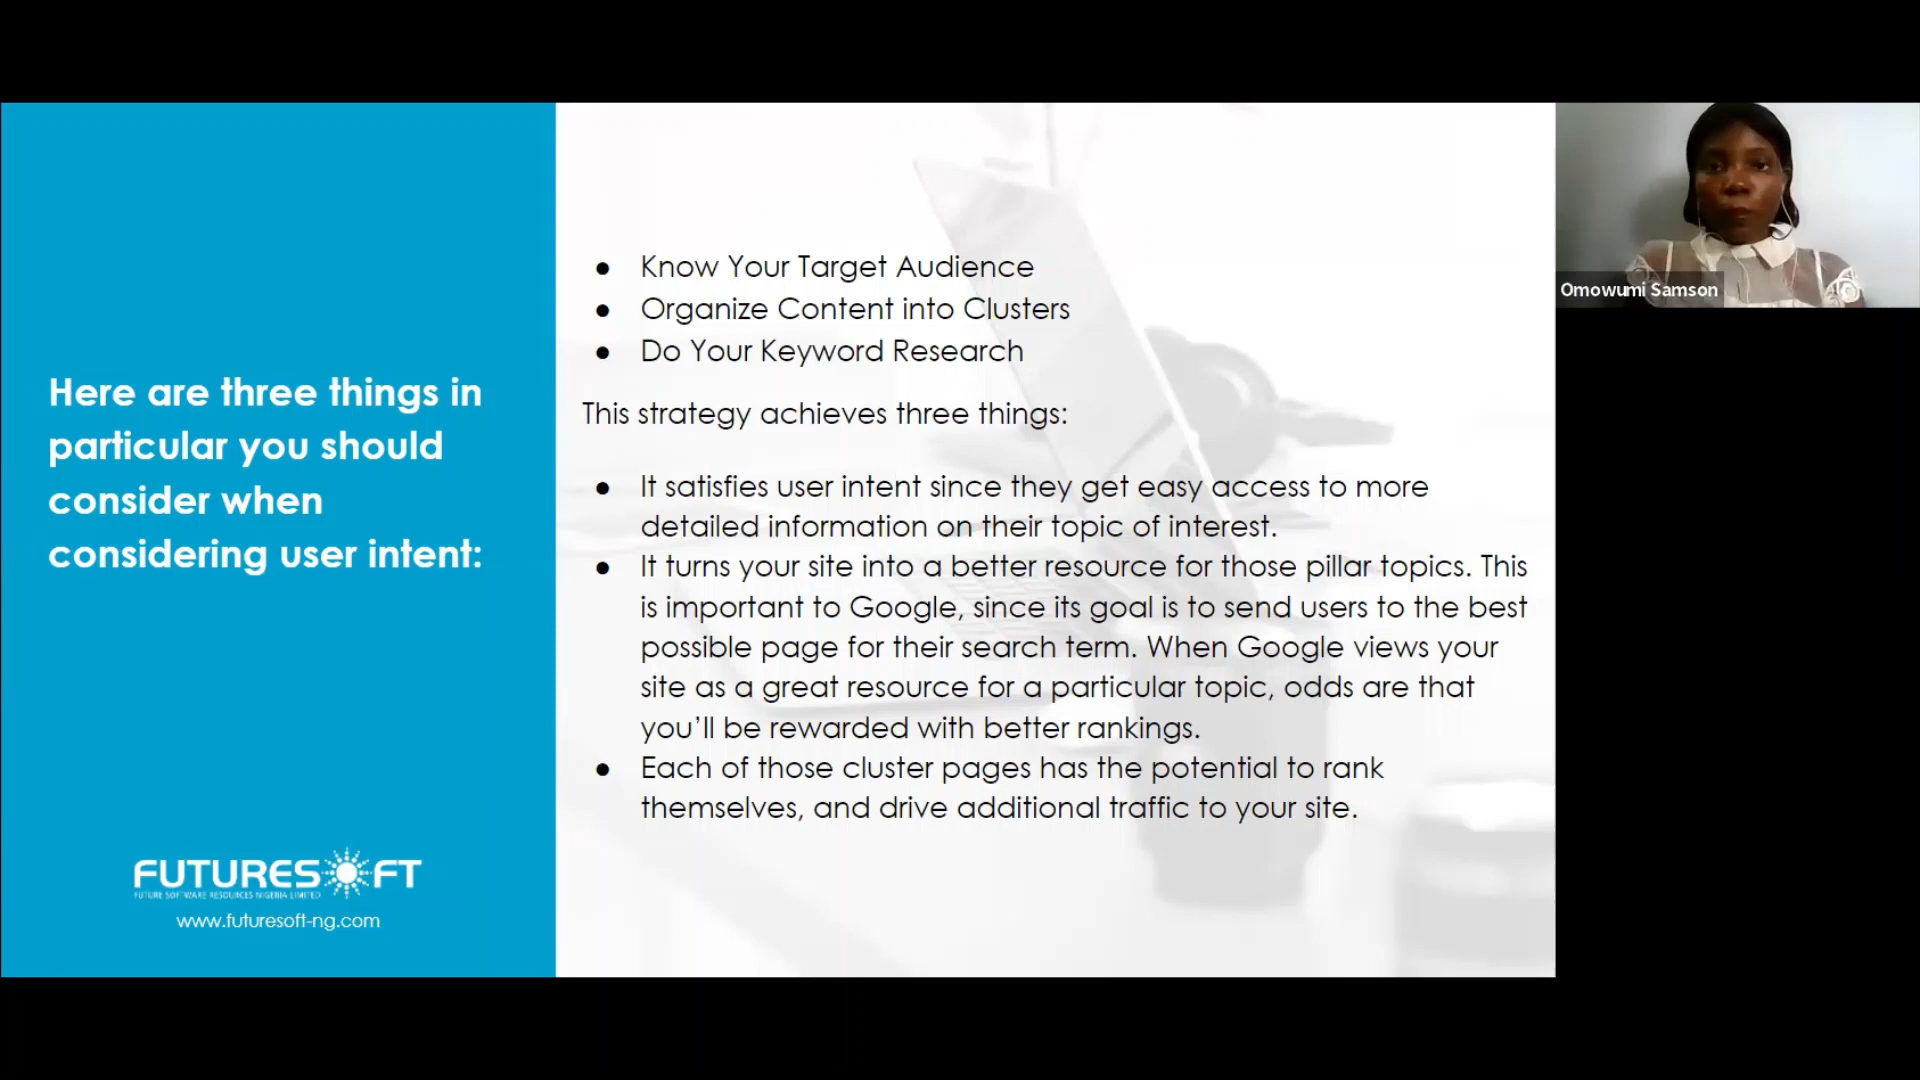 Here are three things in
particular you should
consider when
considering user intent:
FUTURESOFT
FUTURE SOFTWARE RESOURCES NIGERIA LIMITED
www.futuresoft-ng.com
● Know Your Target Audience
● Organize Content into Clusters
● Do Your Keyword Research
This strategy achieves three things:
● It satisfies user intent since they get easy access to more
detailed information on their topic of interest.
● It turns your site into a better resource for those pillar topics. This
is important to Google, since its goal is to send users to the best
possible page for their search term. When Google views your
site as a great resource for a particular topic, odds are that
you’ll be rewarded with better rankings.
● Each of those cluster pages has the potential to rank
themselves, and drive additional traffic to your site.
Omowumi Samson